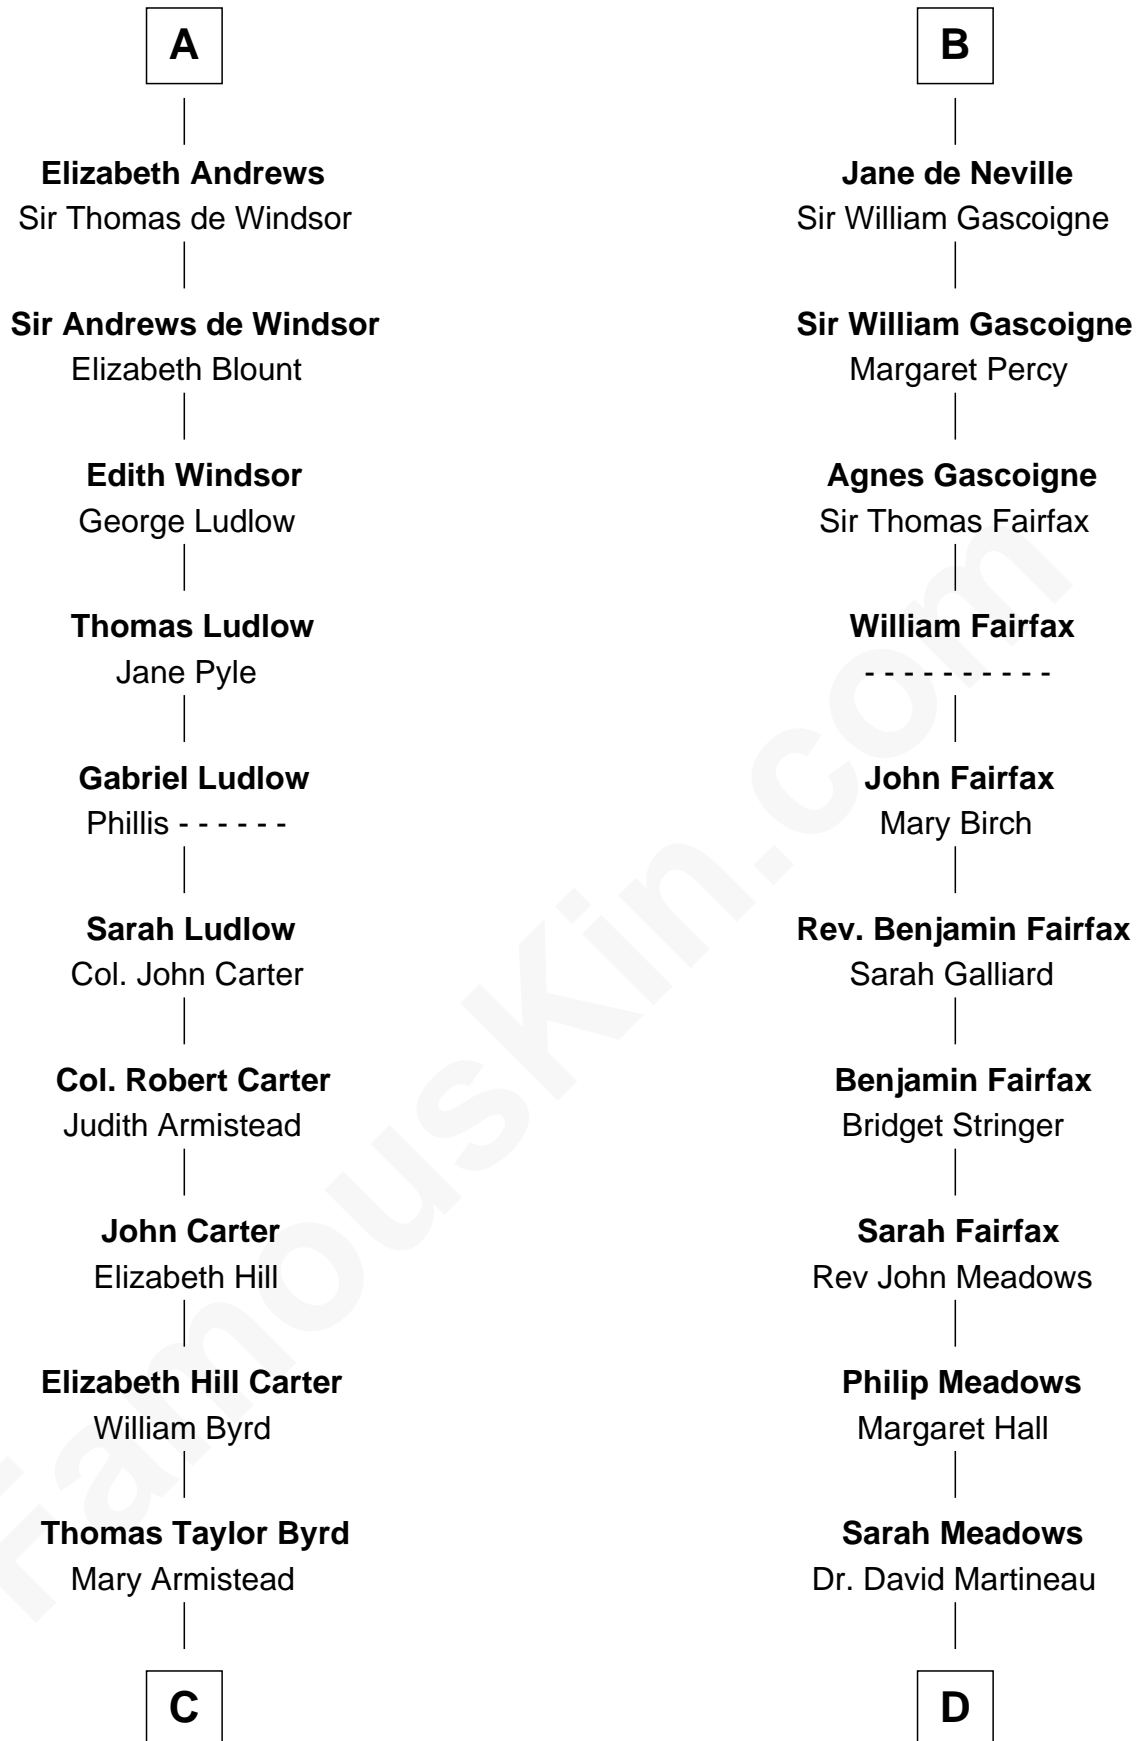 A
Elizabeth Andrews
Sir Thomas de Windsor
Sir Andrews de Windsor
Elizabeth Blount
Edith Windsor
George Ludlow
Thomas Ludlow
Jane Pyle
Gabriel Ludlow
Phillis - - - - - -
Sarah Ludlow
Col. John Carter
Col. Robert Carter
Judith Armistead
John Carter
Elizabeth Hill
Elizabeth Hill Carter
William Byrd
Thomas Taylor Byrd
Mary Armistead
C
B
Jane de Neville
Sir William Gascoigne
Sir William Gascoigne
Margaret Percy
Agnes Gascoigne
Sir Thomas Fairfax
William Fairfax
- - - - - - - - - -
John Fairfax
Mary Birch
Rev. Benjamin Fairfax
Sarah Galliard
Benjamin Fairfax
Bridget Stringer
Sarah Fairfax
Rev John Meadows
Philip Meadows
Margaret Hall
Sarah Meadows
Dr. David Martineau
D
FamousKin.com